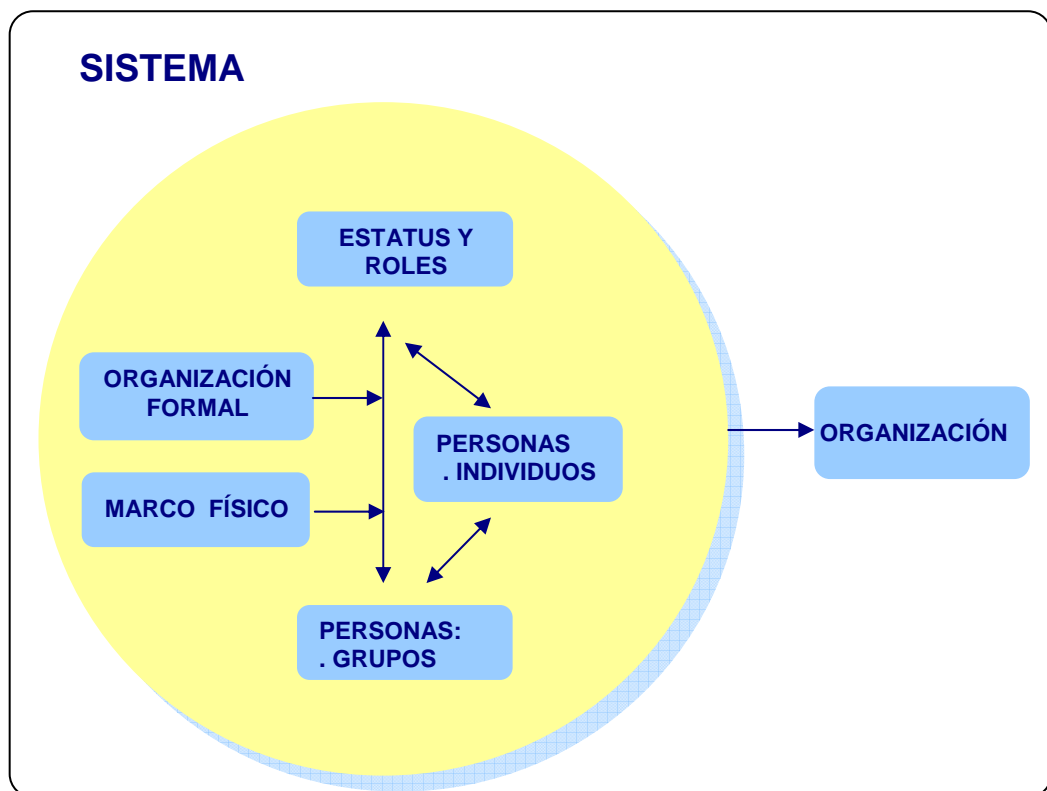 SISTEMA
ESTATUS Y
ROLES
ORGANIZACIÓN
FORMAL
PERSONAS
. INDIVIDUOS
ORGANIZACIÓN
MARCO FÍSICO
PERSONAS:
. GRUPOS